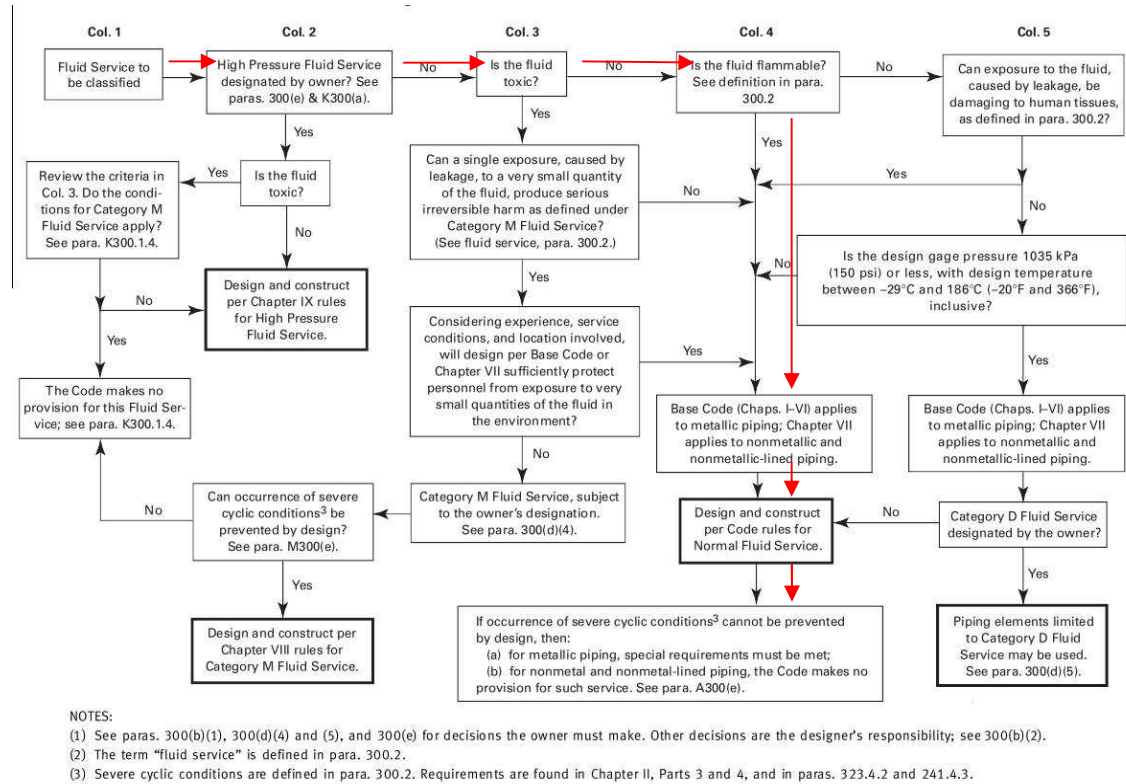 Col. 1
Col. 2
Col. 3
Col. 4
Col. 5
Fluid Service to
be classified
High Pressure Fluid Service
designated by owner? See
paras. 300(e) & K300(a).
No
Is the fluid
toxic?
No
Is the fluid flammable?
See definition in para.
300.2
No
Can exposure to the fluid,
caused by leakage, be
damaging to human tissues,
as defined in para. 300.2?
Yes
Yes
Yes
Yes
No
Review the criteria in
Col. 3. Do the condi-
tions for Category M
Fluid Service apply?
See para. K300.1.4.
Yes
Is the fluid
toxic?
No
Can a single exposure, caused by
leakage, to a very small quantity
of the fluid, produce serious
irreversible harm as defined under
Category M Fluid Service?
(See fluid service, para. 300.2.)
No
Yes
Is the design gage pressure 1035 kPa
(150 psi) or less, with design temperature
between –29°C and 186°C (–20°F and 366°F),
inclusive?
No
Yes
No
Yes
Design and construct
per Chapter IX rules
for High Pressure
Fluid Service.
Considering experience, service
conditions, and location involved,
will design per Base Code or
Chapter VII sufficiently protect
personnel from exposure to very
small quantities of the fluid in
the environment?
Yes
No
The Code makes no
provision for this Fluid Ser-
vice; see para. K300.1.4.
Base Code (Chaps. I–VI) applies
to metallic piping; Chapter VII
applies to nonmetallic and
nonmetallic-lined piping.
Base Code (Chaps. I–VI) applies
to metallic piping; Chapter VII
applies to nonmetallic and
nonmetallic-lined piping.
No
Can occurrence of severe
cyclic conditions³ be
prevented by design?
See para. M300(e).
Yes
Category M Fluid Service, subject
to the owner's designation.
See para. 300(d)(4).
Design and construct
per Code rules for
Normal Fluid Service.
No
Category D Fluid Service
designated by the owner?
Yes
Design and construct per
Chapter VIII rules for
Category M Fluid Service.
If occurrence of severe cyclic conditions³ cannot be prevented
by design, then:
(a) for metallic piping, special requirements must be met;
(b) for nonmetal and nonmetal-lined piping, the Code makes no
provision for such service. See para. A300(e).
Piping elements limited
to Category D Fluid
Service may be used.
See para. 300(d)(5).
NOTES:
(1) See paras. 300(b)(1), 300(d)(4) and (5), and 300(e) for decisions the owner must make. Other decisions are the designer's responsibility; see 300(b)(2).
(2) The term "fluid service" is defined in para. 300.2.
(3) Severe cyclic conditions are defined in para. 300.2. Requirements are found in Chapter II, Parts 3 and 4, and in paras. 323.4.2 and 241.4.3.